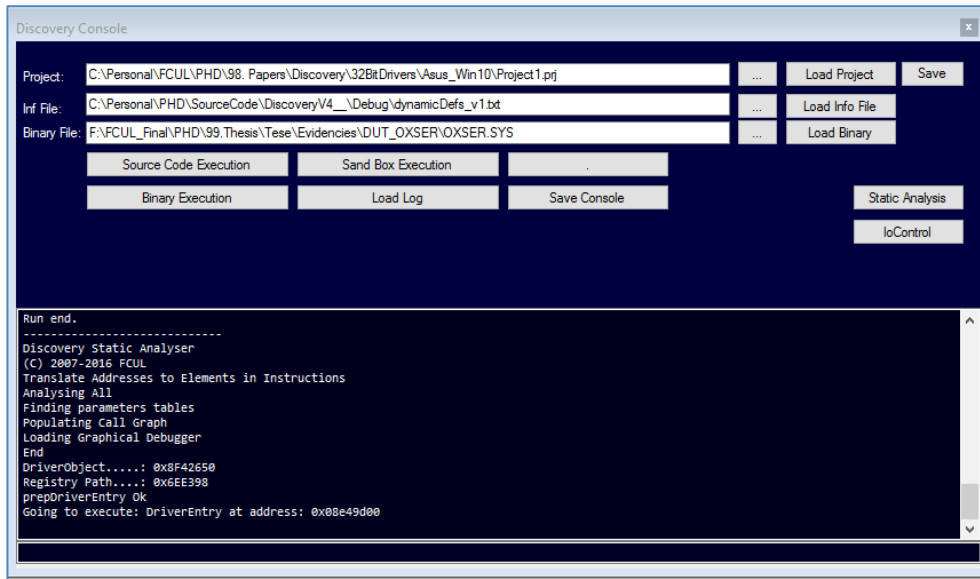 Discovery Console x
Project: C:\Personal\FCUL\PHD\98. Papers\Discovery\32BitDrivers\Asus_Win10\Project1.prj ... Load Project Save
Inf File: C:\Personal\PHD\SourceCode\DiscoveryV4__\Debug\dynamicDefs_v1.txt ... Load Info File
Binary File: F:\FCUL_Final\PHD\99.Thesis\Tese\Evidencies\DUT_OXSER\OXSER.SYS ... Load Binary
Source Code Execution Sand Box Execution .
Binary Execution Load Log Save Console Static Analysis
IoControl
Run end.
-----------------------------
Discovery Static Analyser
(C) 2007-2016 FCUL
Translate Addresses to Elements in Instructions
Analysing All
Finding parameters tables
Populating Call Graph
Loading Graphical Debugger
End
DriverObject.....: 0x8F42650
Registry Path....: 0x6EE398
prepDriverEntry Ok
Going to execute: DriverEntry at address: 0x08e49d00